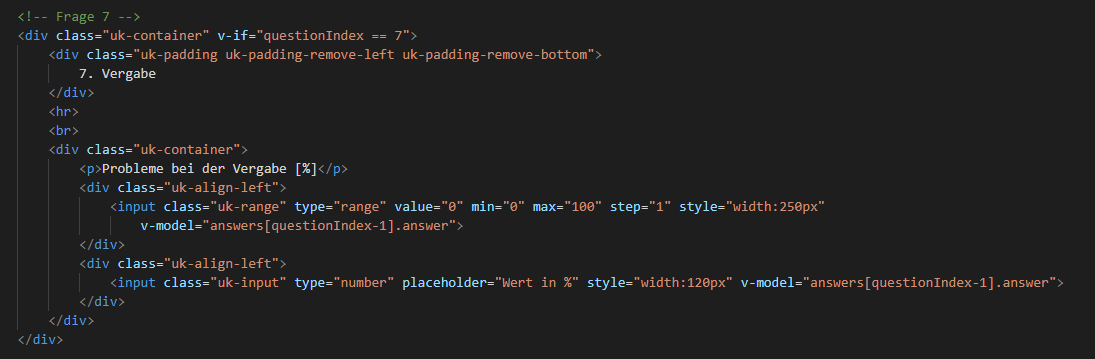 <!-- Frage 7 -->
<div class="uk-container" v-if="questionIndex == 7">
    <div class="uk-padding uk-padding-remove-left uk-padding-remove-bottom">
        7. Vergabe
    </div>
    <hr>
    <br>
    <div class="uk-container">
        <p>Probleme bei der Vergabe [%]</p>
        <div class="uk-align-left">
            <input class="uk-range" type="range" value="0" min="0" max="100" step="1" style="width:250px"
                v-model="answers[questionIndex-1].answer">
        </div>
        <div class="uk-align-left">
            <input class="uk-input" type="number" placeholder="Wert in %" style="width:120px" v-model="answers[questionIndex-1].answer">
        </div>
    </div>
</div>